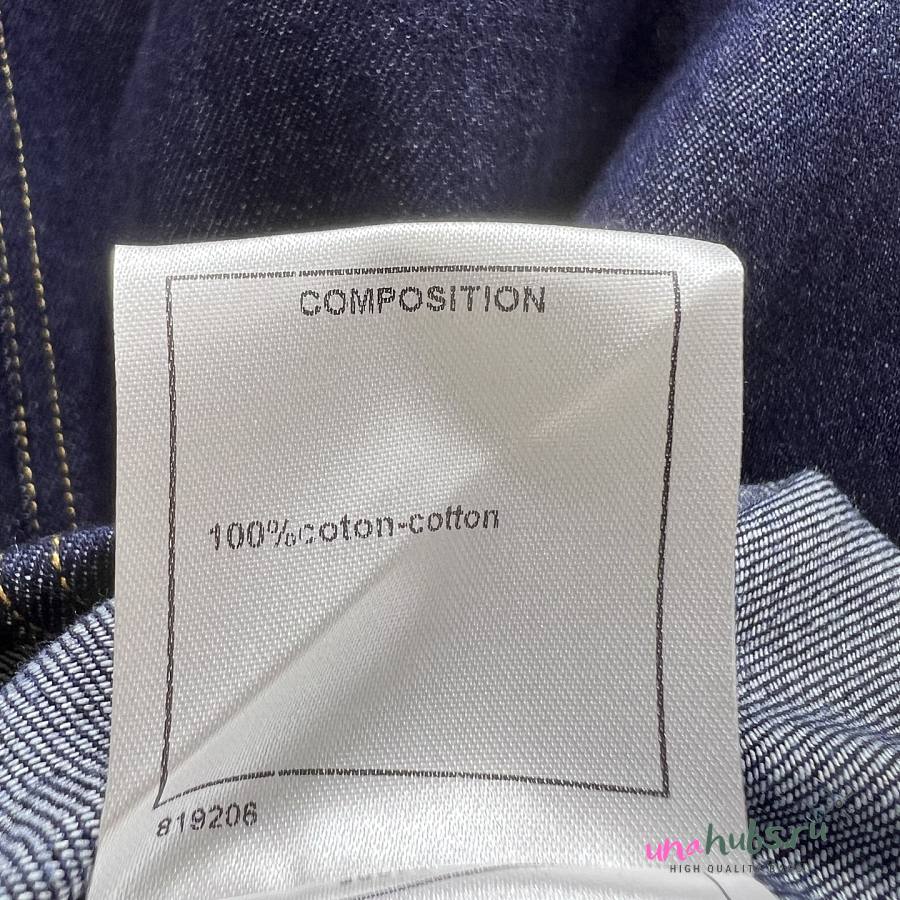 COMPOSITION
100%coton-cotton
819206
unahubs.ru
HIGH QUALITY